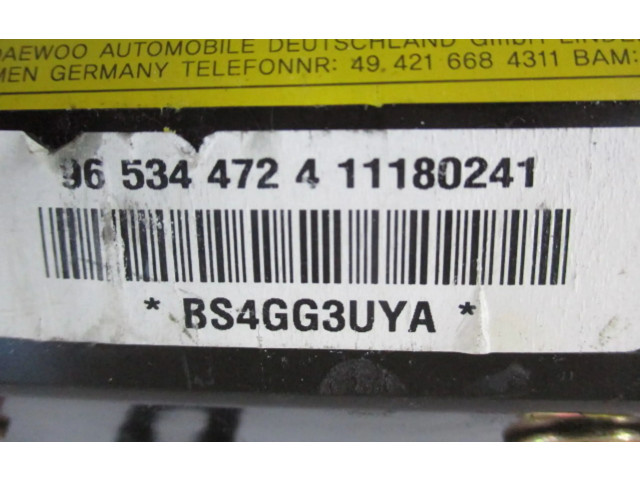 DAEWOO AUTOMOBILE DEUTSCHLAND GmbH
MEN GERMANY TELEFONNR: 49.421 668 4311 BAM:
96 534 472 4 11180241
* BS4GG3UYA *